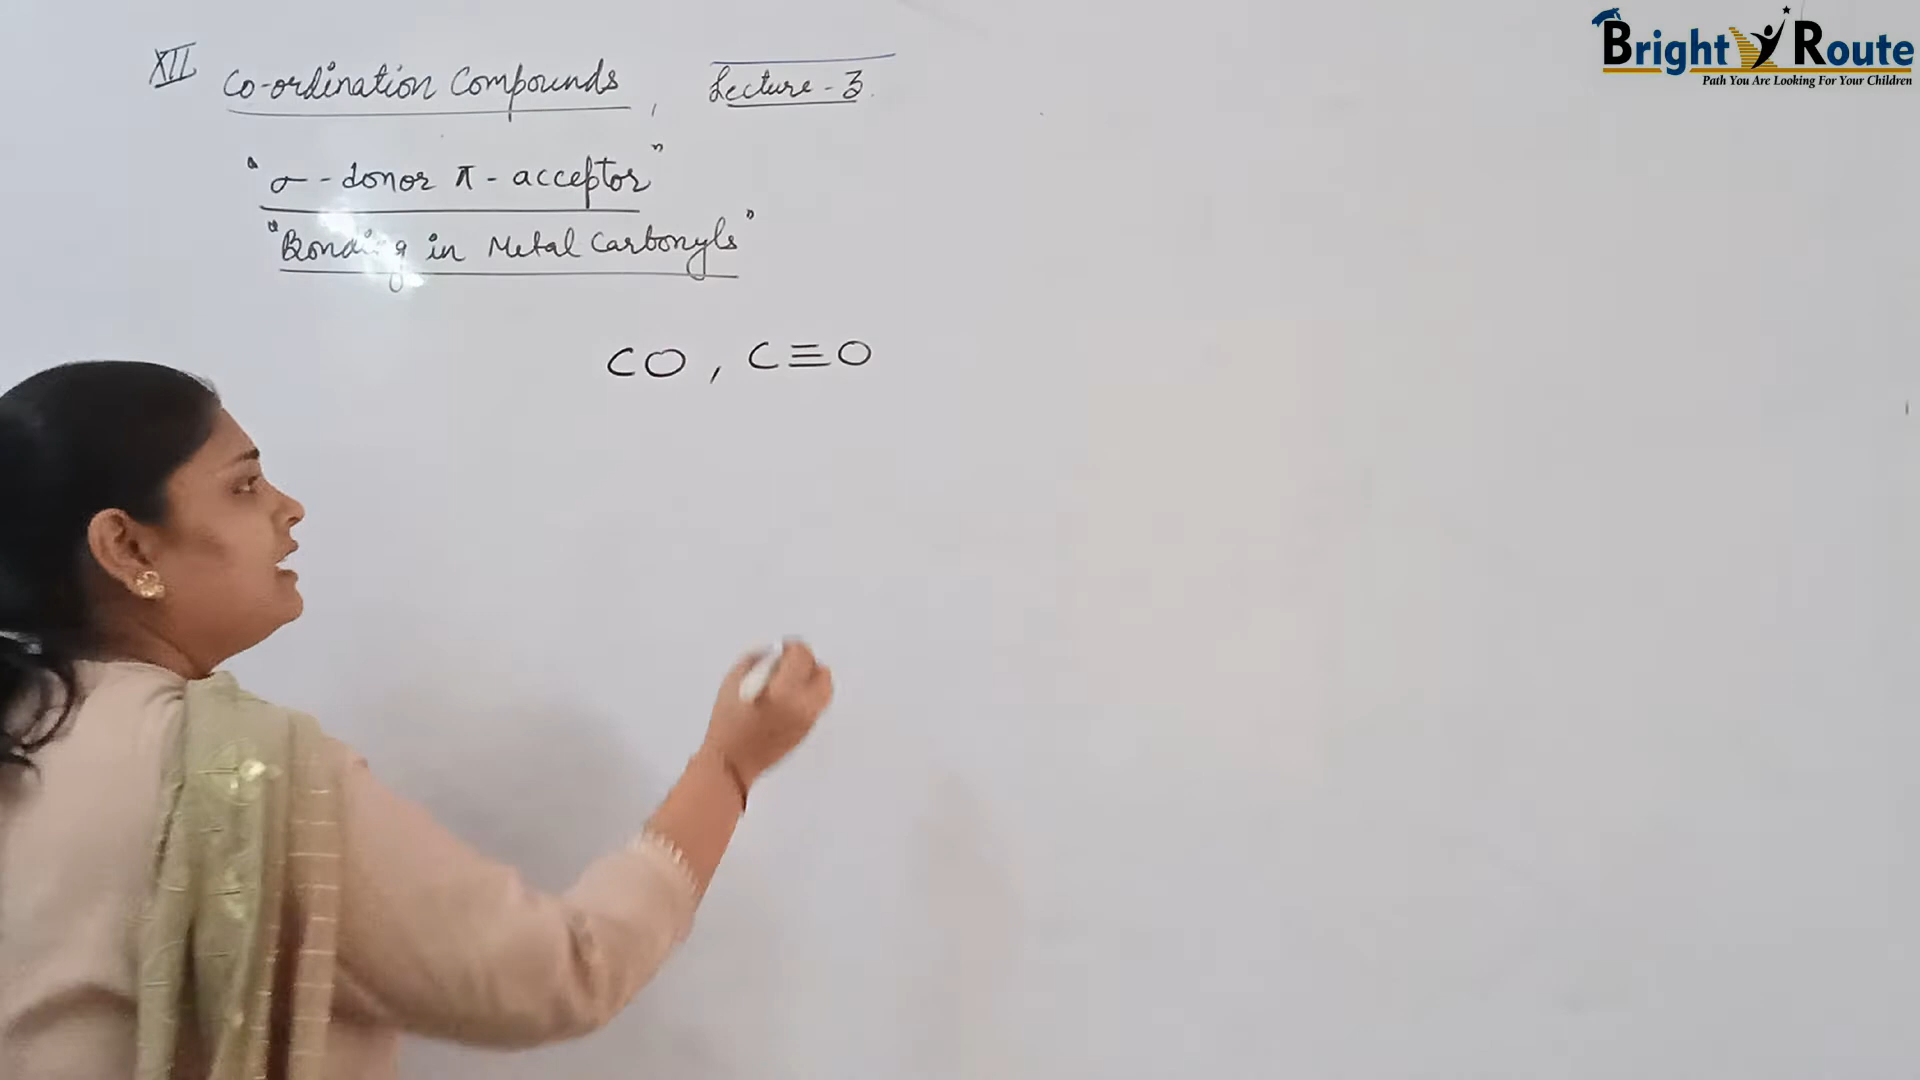 XII Co-ordination Compounds, Lecture - 3.
"σ - donor π - acceptor"
"Bonding in Metal Carbonyls"
CO, C≡O
Bright Route
Path You Are Looking For Your Children